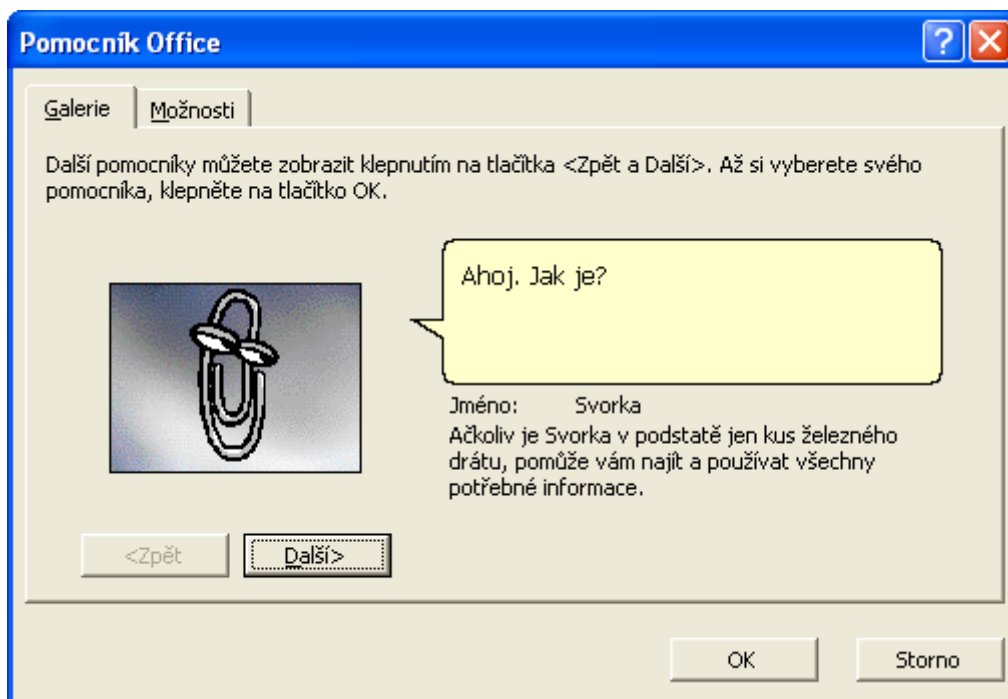 Pomocník Office
Galerie
Možnosti
Další pomocníky můžete zobrazit klepnutím na tlačítka <Zpět a Další>. Až si vyberete svého
pomocníka, klepněte na tlačítko OK.
Ahoj. Jak je?
Jméno: Svorka
Ačkoliv je Svorka v podstatě jen kus železného
drátu, pomůže vám najít a používat všechny
potřebné informace.
<Zpět
Další>
OK
Storno